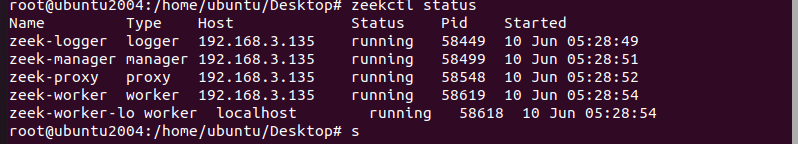 root@ubuntu2004:/home/ubuntu/Desktop# zeekctl status
Name         Type    Host             Status    Pid    Started
zeek-logger  logger  192.168.3.135    running   58449  10 Jun 05:28:49
zeek-manager manager 192.168.3.135    running   58499  10 Jun 05:28:51
zeek-proxy   proxy   192.168.3.135    running   58548  10 Jun 05:28:52
zeek-worker  worker  192.168.3.135    running   58619  10 Jun 05:28:54
zeek-worker-lo worker  localhost        running   58618  10 Jun 05:28:54
root@ubuntu2004:/home/ubuntu/Desktop# s